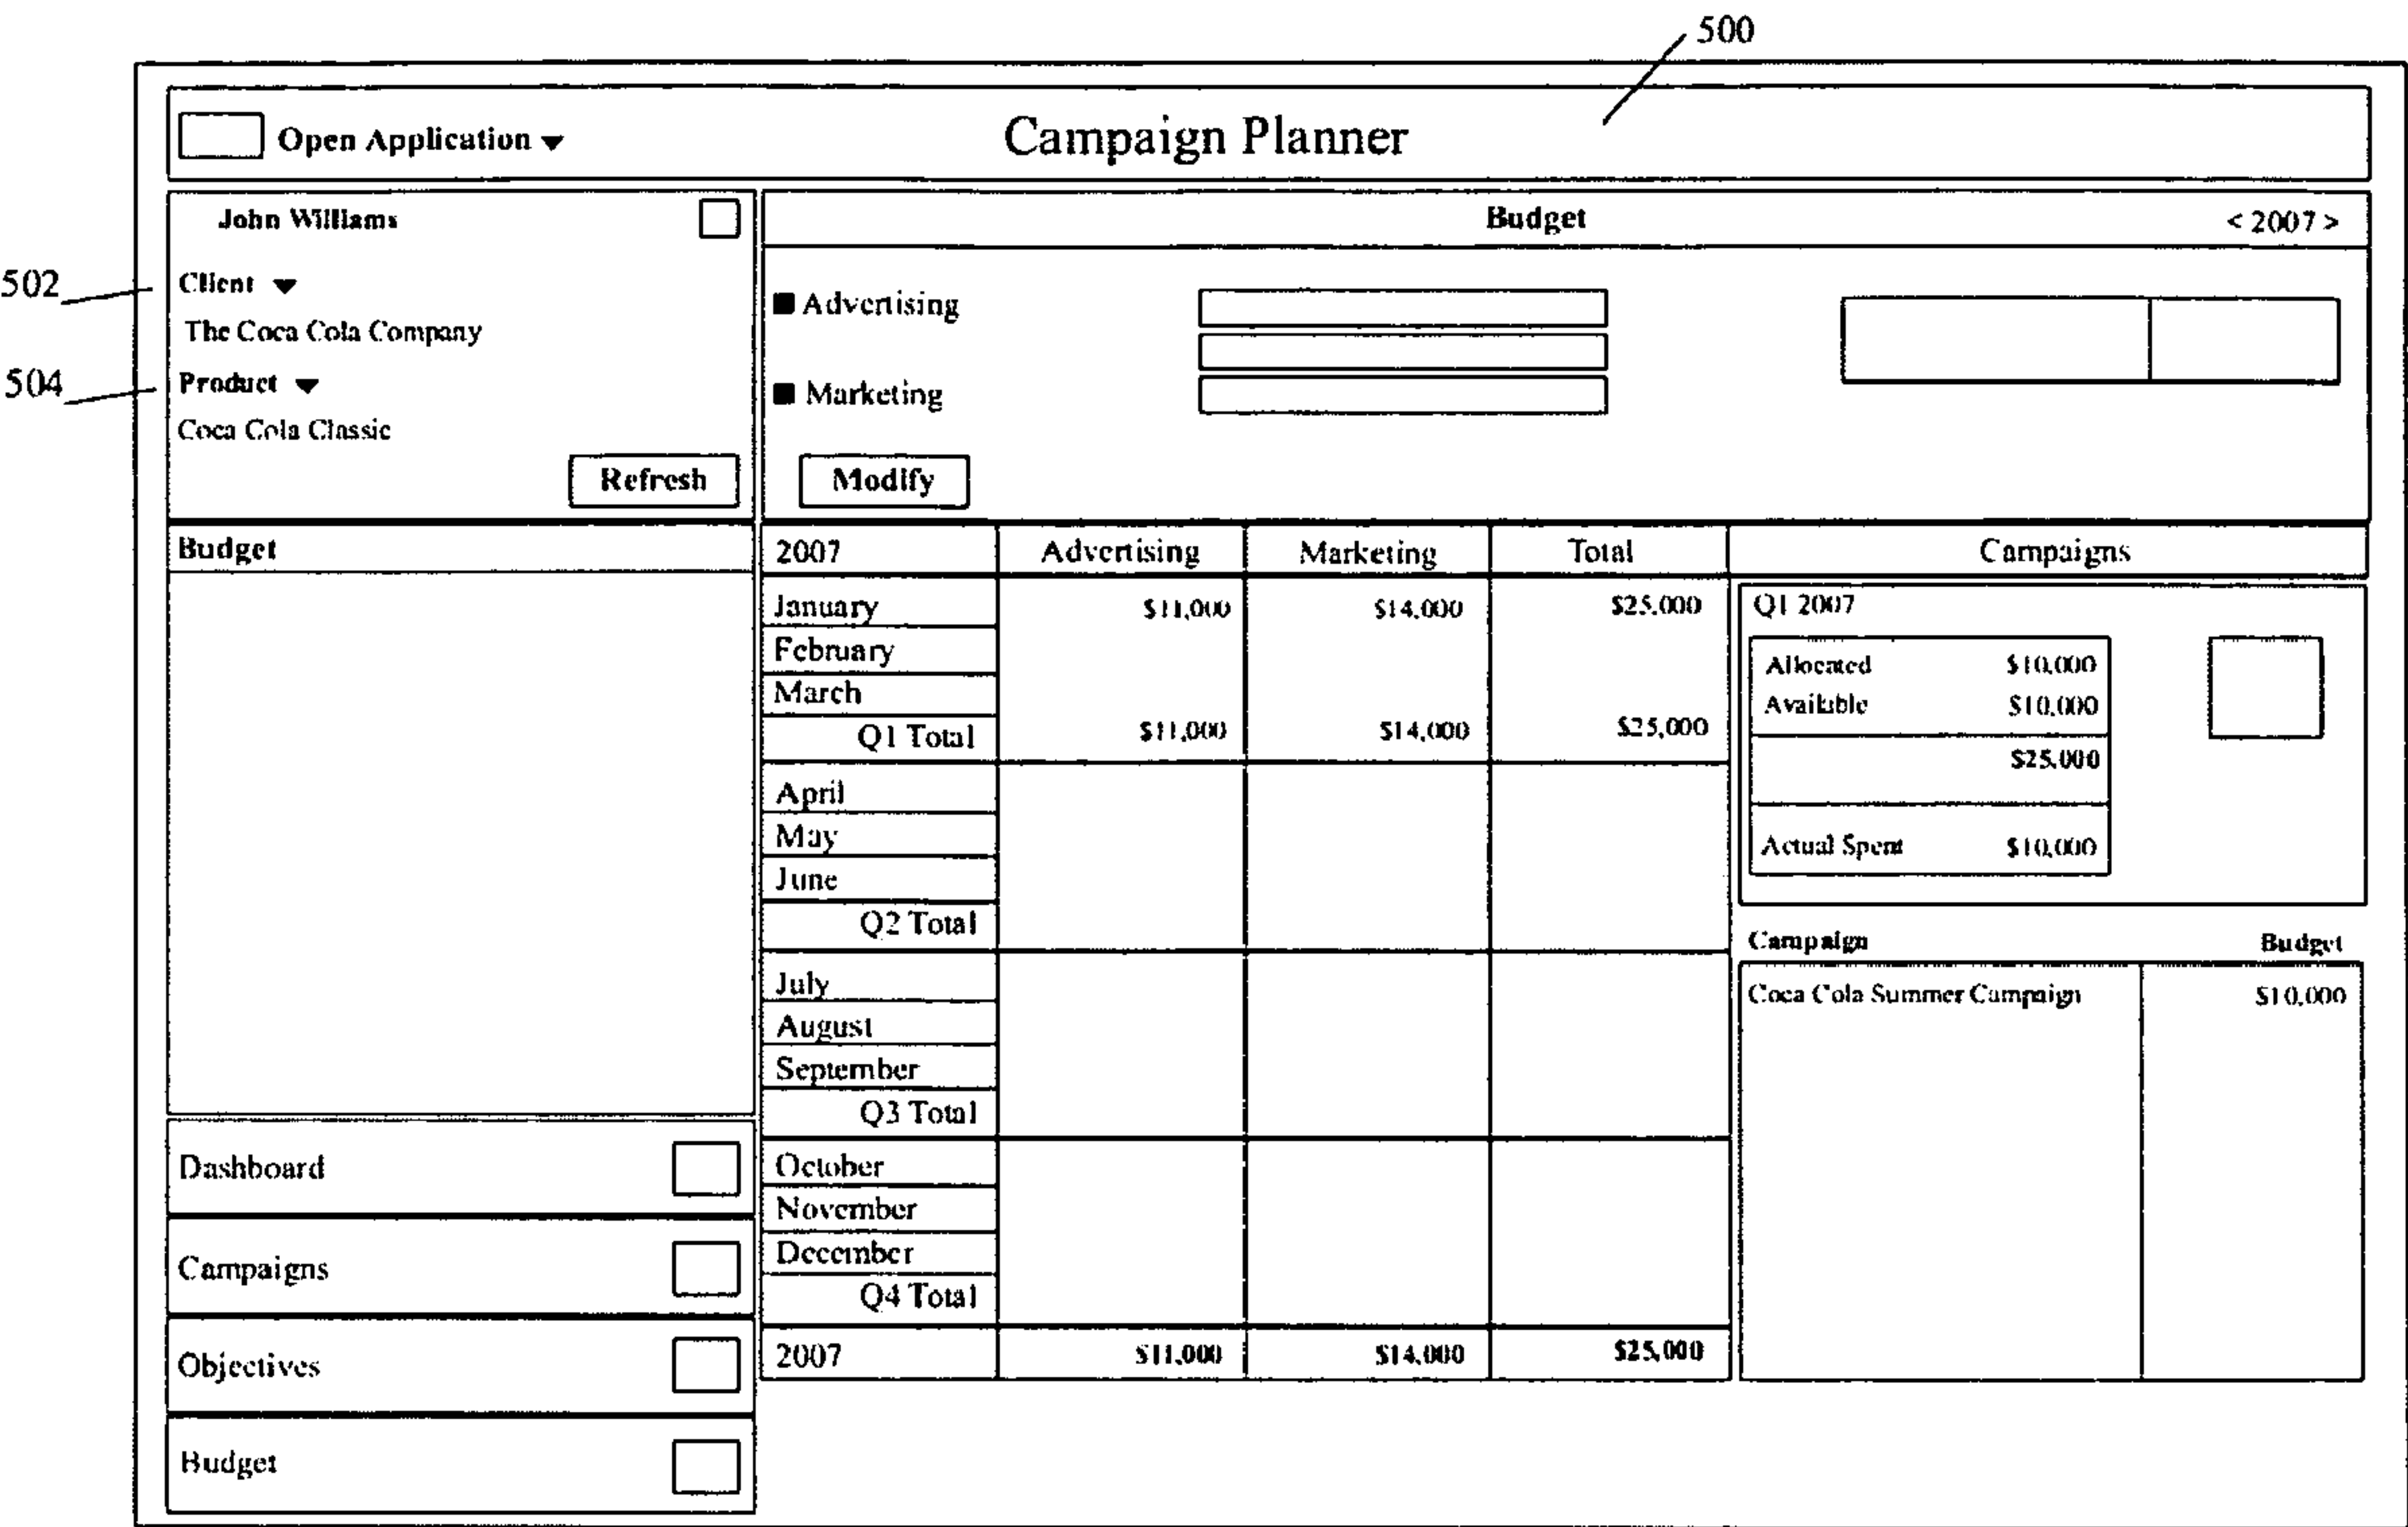 500
Open Application
Campaign Planner
John Williams
502
Client
The Coca Cola Company
504
Product
Coca Cola Classic
Refresh
Budget
< 2007 >
Advertising
Marketing
Modify
Budget
Dashboard
Campaigns
Objectives
Budget
2007 Advertising Marketing Total
January $11,000 $14,000 $25,000
February
March
Q1 Total $11,000 $14,000 $25,000
April
May
June
Q2 Total
July
August
September
Q3 Total
October
November
December
Q4 Total
2007 $11,000 $14,000 $25,000
Campaigns
Q1 2007
Allocated $10,000
Available $10,000
$25,000
Actual Spent $10,000
Campaign Budget
Coca Cola Summer Campaign $10,000